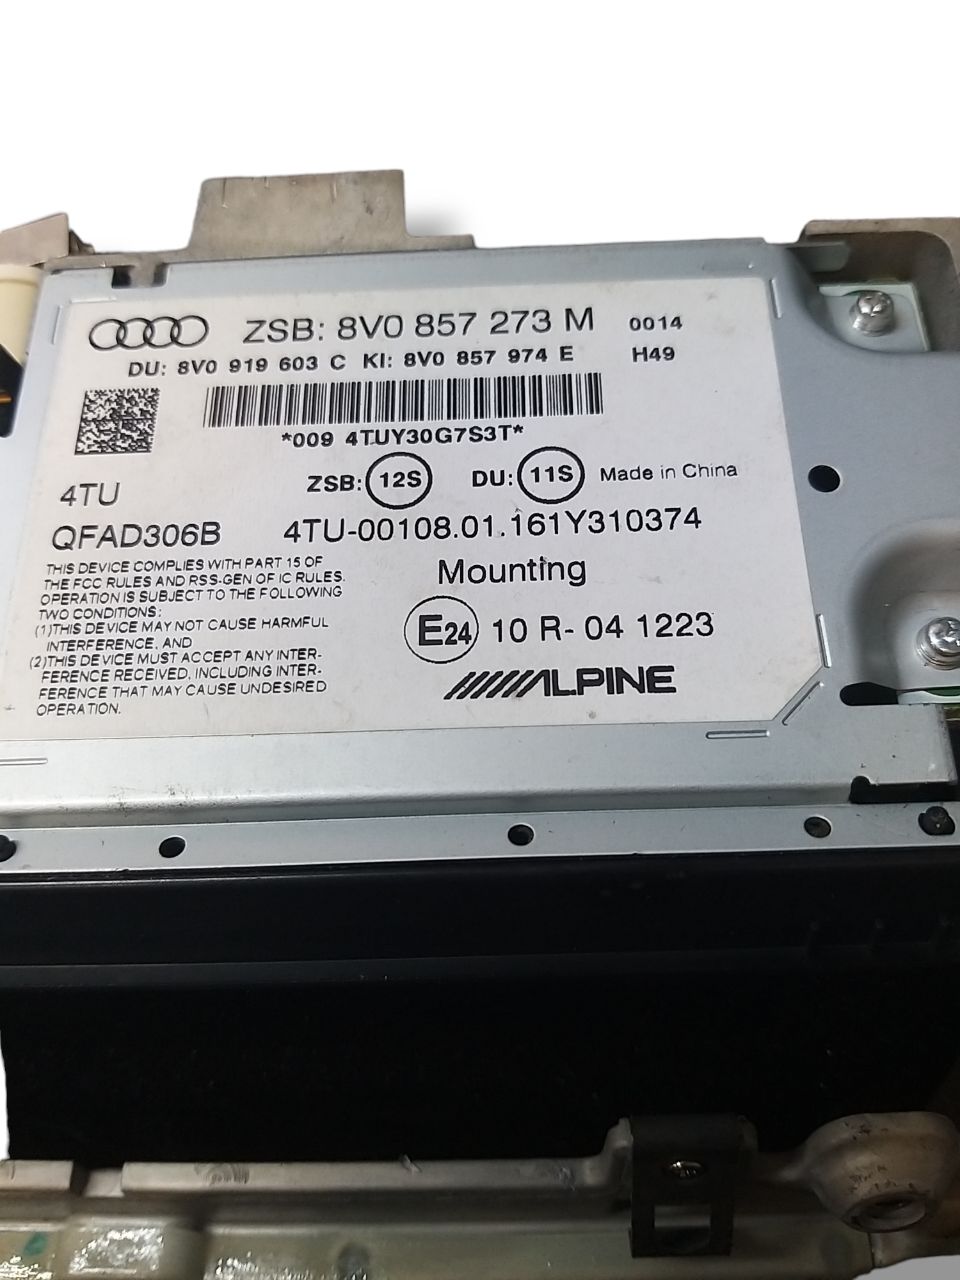 ZSB: 8V0 857 273 M 0014
DU: 8V0 919 603 C KI: 8V0 857 974 E H49
*009 4TUY30G7S3T*
ZSB: 12S DU: 11S Made in China
4TU
QFAD306B 4TU-00108.01.161Y310374
THIS DEVICE COMPLIES WITH PART 15 OF
THE FCC RULES AND RSS-GEN OF IC RULES.
OPERATION IS SUBJECT TO THE FOLLOWING
TWO CONDITIONS:
(1)THIS DEVICE MAY NOT CAUSE HARMFUL
INTERFERENCE, AND
(2)THIS DEVICE MUST ACCEPT ANY INTER-
FERENCE RECEIVED, INCLUDING INTER-
FERENCE THAT MAY CAUSE UNDESIRED
OPERATION.
Mounting
E24 10 R- 04 1223
ALPINE